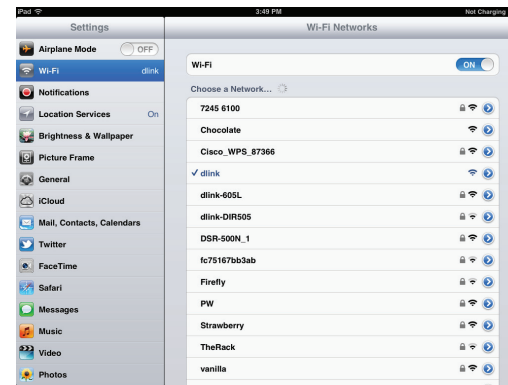 iPad 3:49 PM Not Charging
Settings
Airplane Mode OFF
Wi-Fi dlink
Notifications
Location Services On
Brightness & Wallpaper
Picture Frame
General
iCloud
Mail, Contacts, Calendars
Twitter
FaceTime
Safari
Messages
Music
Video
Photos
Wi-Fi Networks
Wi-Fi ON
Choose a Network...
7245 6100
Chocolate
Cisco_WPS_87366
dlink
dlink-605L
dlink-DIR505
DSR-500N_1
fc75167bb3ab
Firefly
PW
Strawberry
TheRack
vanilla